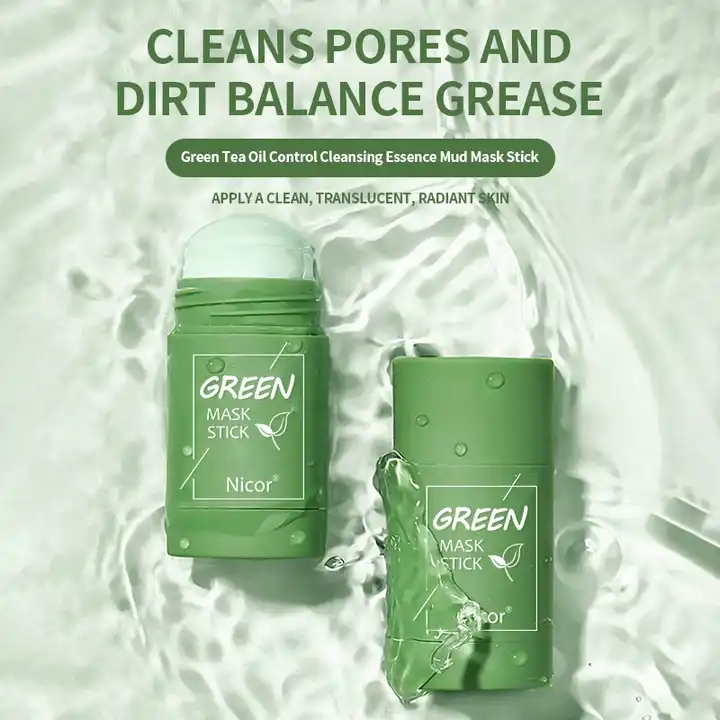 CLEANS PORES AND
DIRT BALANCE GREASE
Green Tea Oil Control Cleansing Essence Mud Mask Stick
APPLY A CLEAN, TRANSLUCENT, RADIANT SKIN
GREEN
MASK
STICK
Nicor®
GREEN
MASK
STICK
cor®